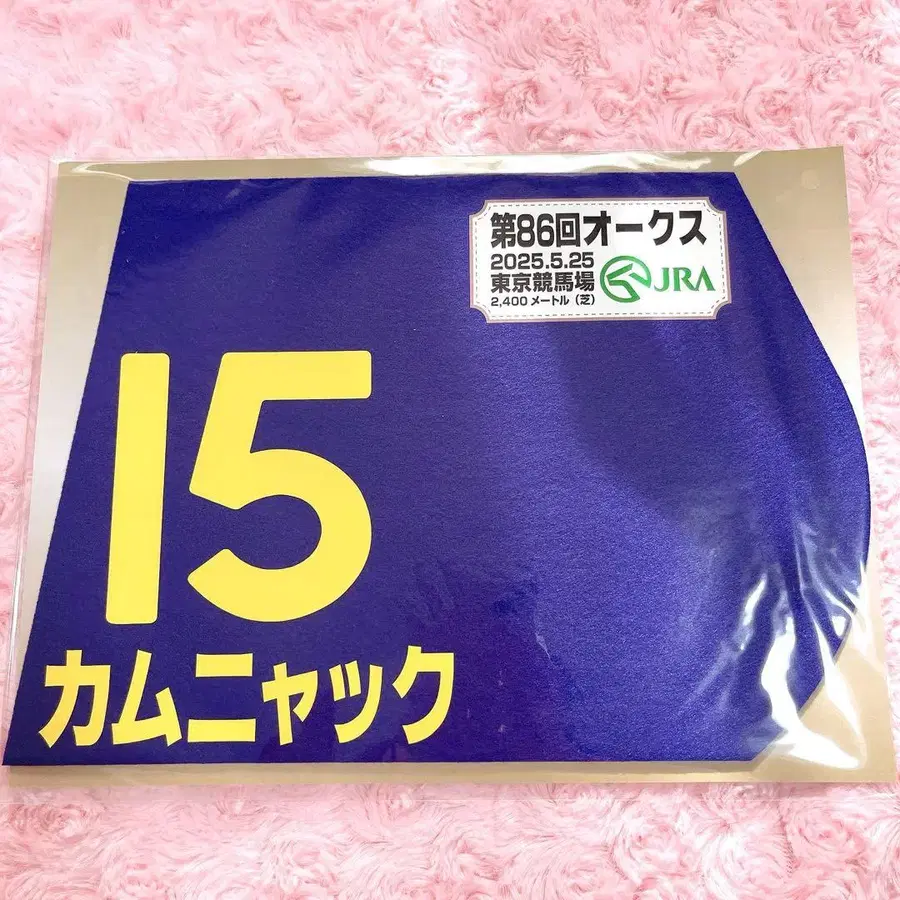 第86回オークス
2025.5.25
東京競馬場
2,400メートル（芝）
JRA
15
カムニャック